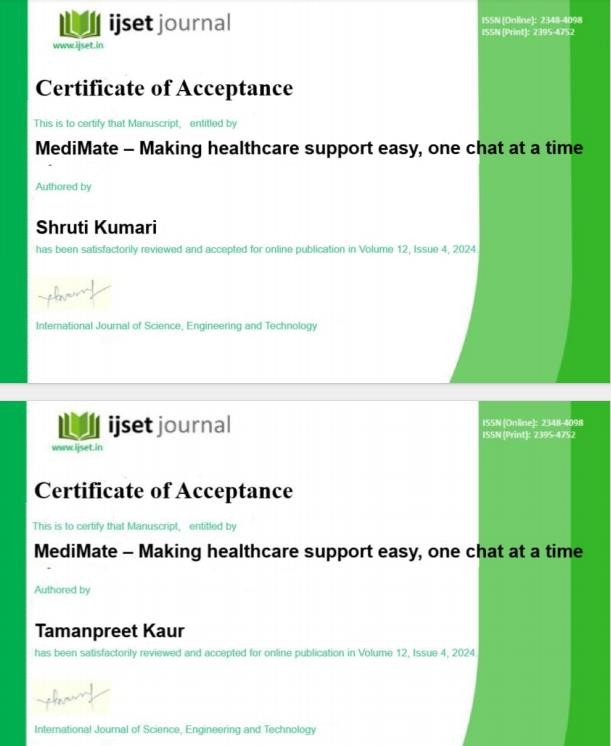 ijset journal
www.ijset.in
ISSN (Online): 2348-4098
ISSN (Print): 2395-4752
Certificate of Acceptance
This is to certify that Manuscript, entitled by
MediMate – Making healthcare support easy, one chat at a time
Authored by
Shruti Kumari
has been satisfactorily reviewed and accepted for online publication in Volume 12, Issue 4, 2024.
International Journal of Science, Engineering and Technology
ijset journal
www.ijset.in
ISSN (Online): 2348-4098
ISSN (Print): 2395-4752
Certificate of Acceptance
This is to certify that Manuscript, entitled by
MediMate – Making healthcare support easy, one chat at a time
Authored by
Tamanpreet Kaur
has been satisfactorily reviewed and accepted for online publication in Volume 12, Issue 4, 2024.
International Journal of Science, Engineering and Technology